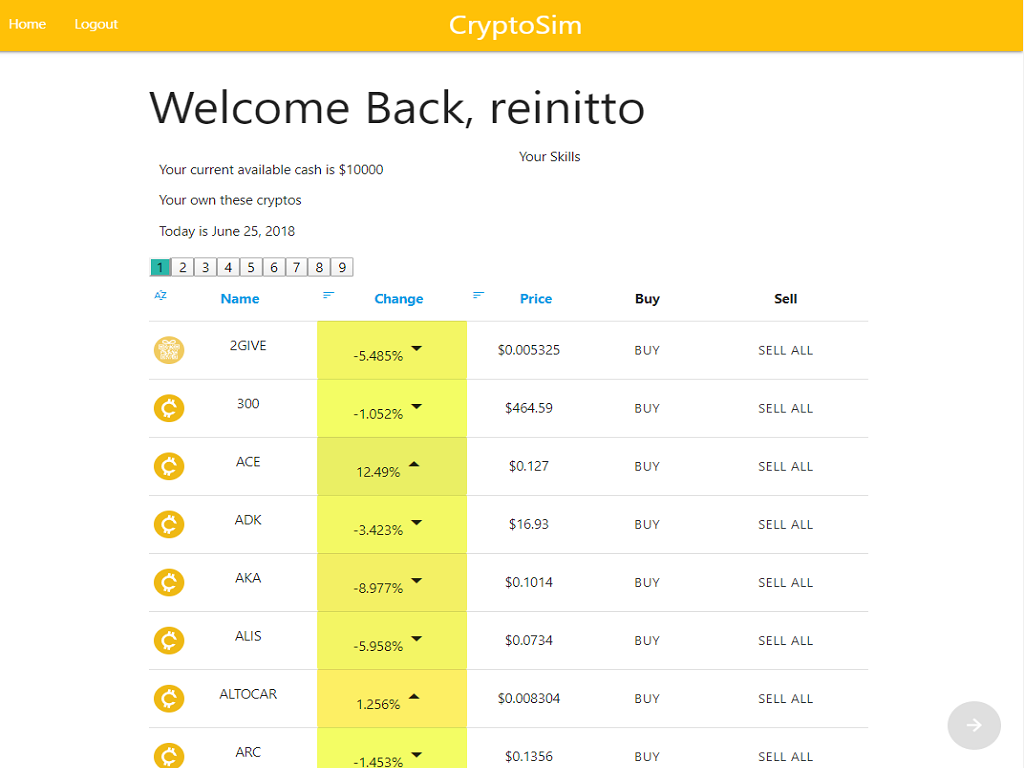 Home Logout CryptoSim
Welcome Back, reinitto
Your current available cash is $10000
Your Skills
Your own these cryptos
Today is June 25, 2018
1 2 3 4 5 6 7 8 9
Name Change Price Buy Sell
2GIVE -5.485% $0.005325 BUY SELL ALL
300 -1.052% $464.59 BUY SELL ALL
ACE 12.49% $0.127 BUY SELL ALL
ADK -3.423% $16.93 BUY SELL ALL
AKA -8.977% $0.1014 BUY SELL ALL
ALIS -5.958% $0.0734 BUY SELL ALL
ALTOCAR 1.256% $0.008304 BUY SELL ALL
ARC -1.453% $0.1356 BUY SELL ALL